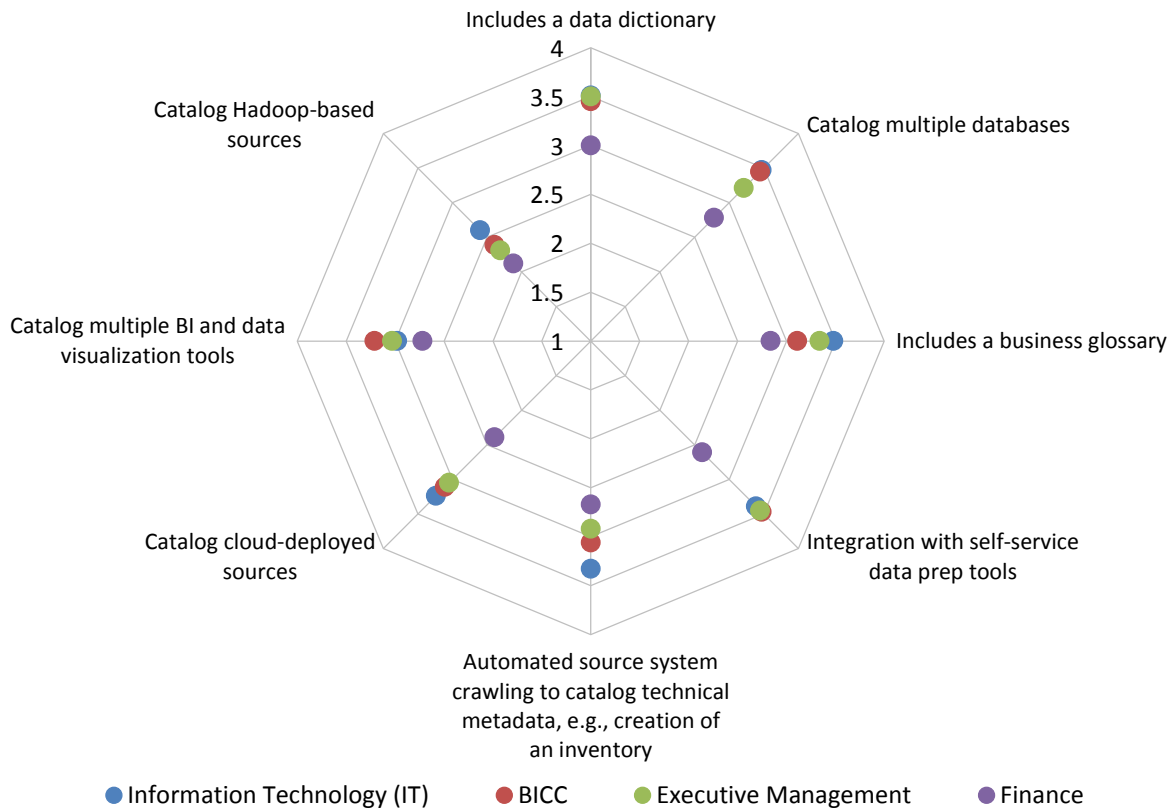 Includes a data dictionary
4
3.5
3
2.5
2
1.5
1
Catalog multiple databases
Includes a business glossary
Integration with self-service
data prep tools
Automated source system
crawling to catalog technical
metadata, e.g., creation of
an inventory
Catalog cloud-deployed
sources
Catalog multiple BI and data
visualization tools
Catalog Hadoop-based
sources
Information Technology (IT) BICC Executive Management Finance